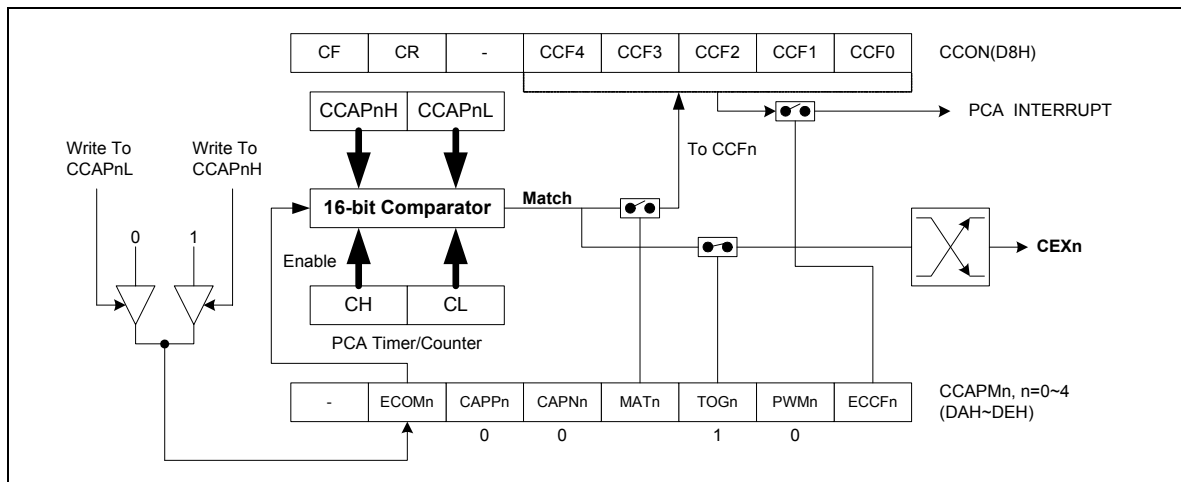 CF CR - CCF4 CCF3 CCF2 CCF1 CCF0 CCON(D8H)
CCAPnH CCAPnL
PCA INTERRUPT
To CCFn
Write To
CCAPnL
Write To
CCAPnH
16-bit Comparator
Match
0 1
Enable
CEXn
CH CL
PCA Timer/Counter
- ECOMn CAPPn CAPNn MATn TOGn PWMn ECCFn
CCAPMn, n=0~4
(DAH~DEH)
0 0 1 0